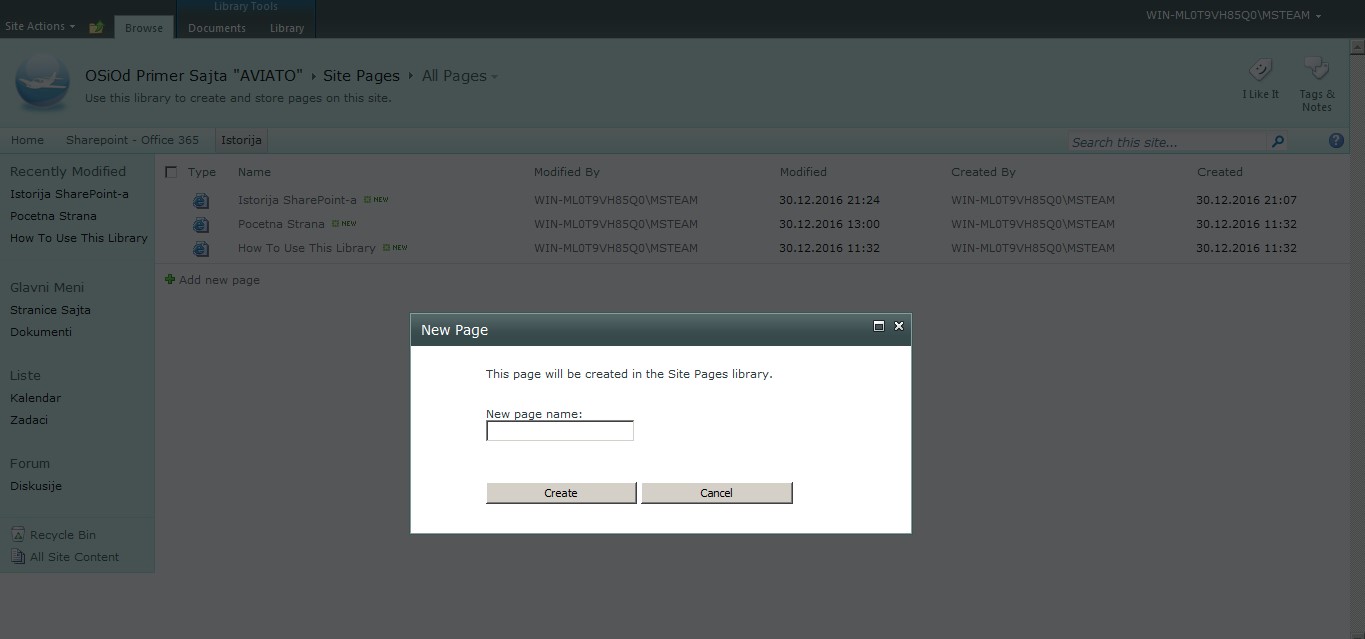 Library Tools
Site Actions Browse Documents Library WIN-ML0T9VH85Q0\MSTEAM
OSiOd Primer Sajta "AVIATO" Site Pages All Pages
Use this library to create and store pages on this site.
I Like It
Tags &
Notes
Home Sharepoint - Office 365 Istorija Search this site...
Recently Modified
Istorija SharePoint-a
Pocetna Strana
How To Use This Library
Glavni Meni
Stranice Sajta
Dokumenti
Liste
Kalendar
Zadaci
Forum
Diskusije
Recycle Bin
All Site Content
Type Name Modified By Modified Created By Created
Istorija SharePoint-a NEW WIN-ML0T9VH85Q0\MSTEAM 30.12.2016 21:24 WIN-ML0T9VH85Q0\MSTEAM 30.12.2016 21:07
Pocetna Strana NEW WIN-ML0T9VH85Q0\MSTEAM 30.12.2016 13:00 WIN-ML0T9VH85Q0\MSTEAM 30.12.2016 11:32
How To Use This Library NEW WIN-ML0T9VH85Q0\MSTEAM 30.12.2016 11:32 WIN-ML0T9VH85Q0\MSTEAM 30.12.2016 11:32
Add new page
New Page
This page will be created in the Site Pages library.
New page name:
Create Cancel